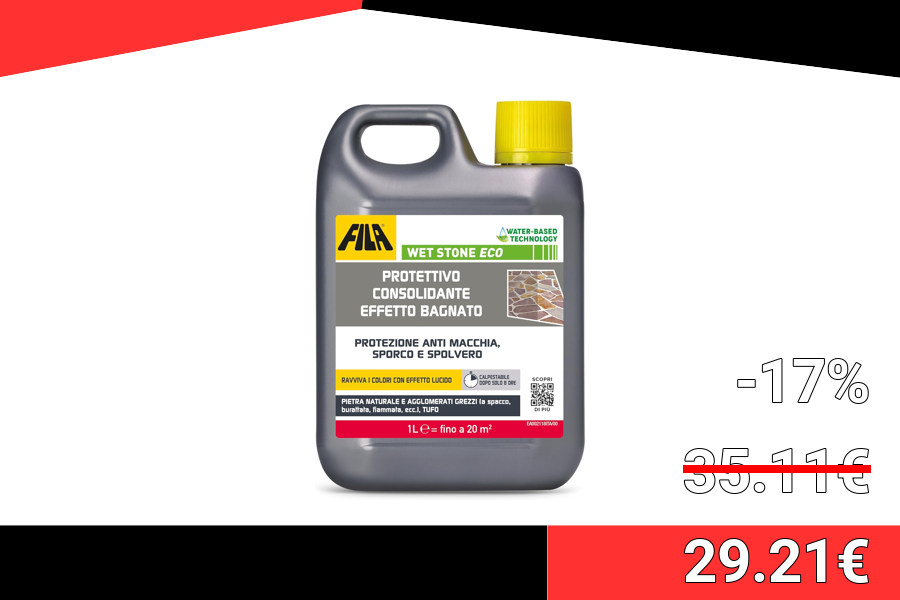 FILA
WATER-BASED
TECHNOLOGY
WET STONE ECO
PROTETTIVO
CONSOLIDANTE
EFFETTO BAGNATO
PROTEZIONE ANTI MACCHIA,
SPORCO E SPOLVERO
RAVVIVA I COLORI CON EFFETTO LUCIDO
CALPESTABILE
DOPO SOLO 8 ORE
SCOPRI
DI PIÙ
PIETRA NATURALE E AGGLOMERATI GREZZI (a spacco,
burattata, fiammata, ecc.), TUFO
1L ℮ = fino a 20 m²
-17%
35.11€
29.21€